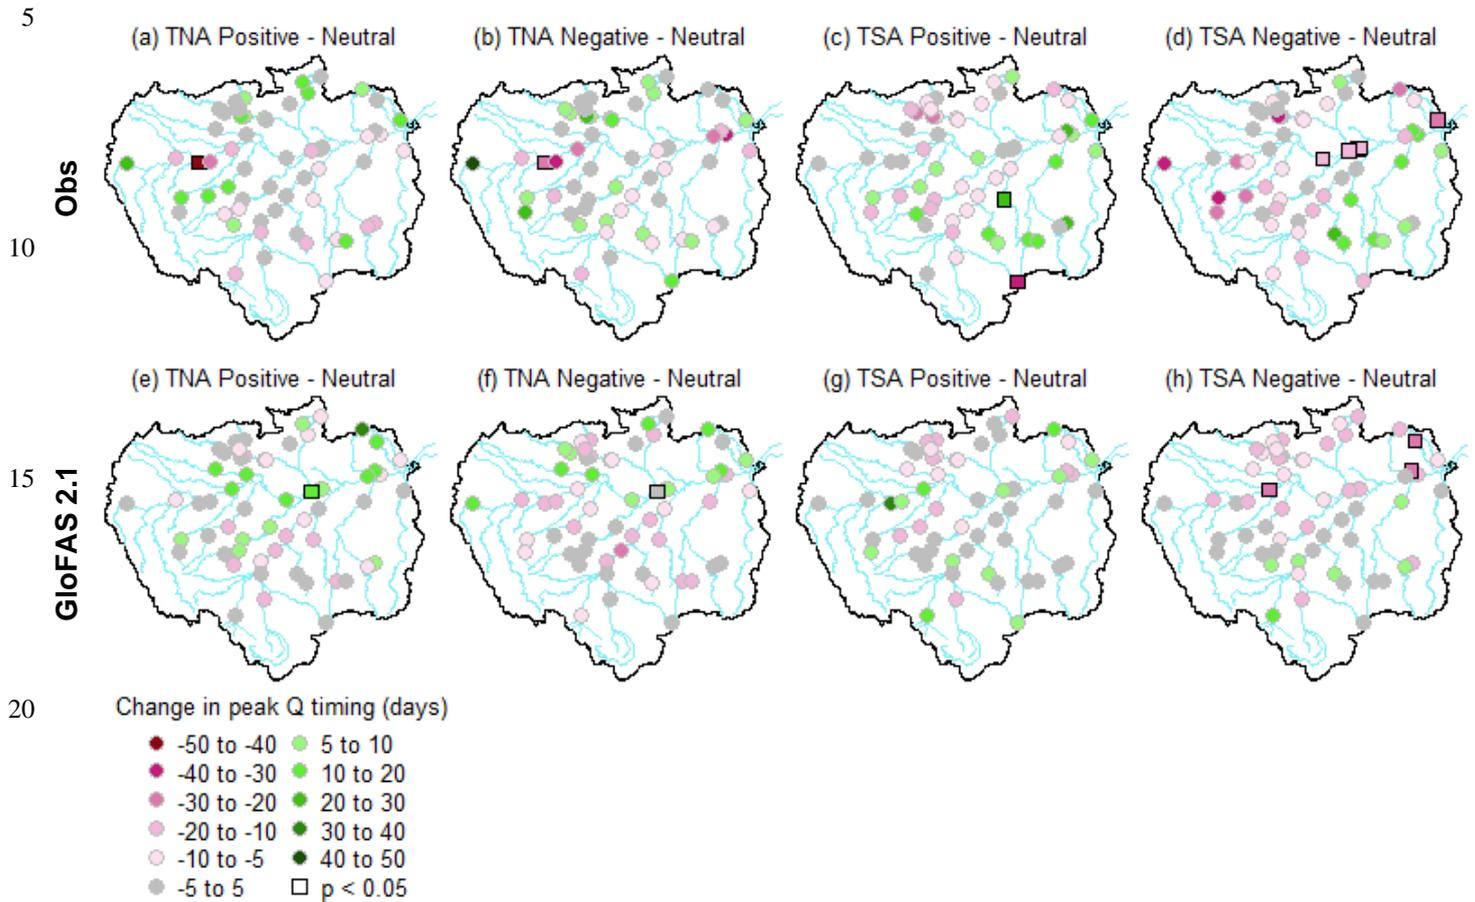 5
(a) TNA Positive - Neutral
(b) TNA Negative - Neutral
(c) TSA Positive - Neutral
(d) TSA Negative - Neutral
Obs
10
(e) TNA Positive - Neutral
(f) TNA Negative - Neutral
(g) TSA Positive - Neutral
(h) TSA Negative - Neutral
15
GloFAS 2.1
20
Change in peak Q timing (days)
-50 to -40
5 to 10
-40 to -30
10 to 20
-30 to -20
20 to 30
-20 to -10
30 to 40
-10 to -5
40 to 50
-5 to 5
p < 0.05